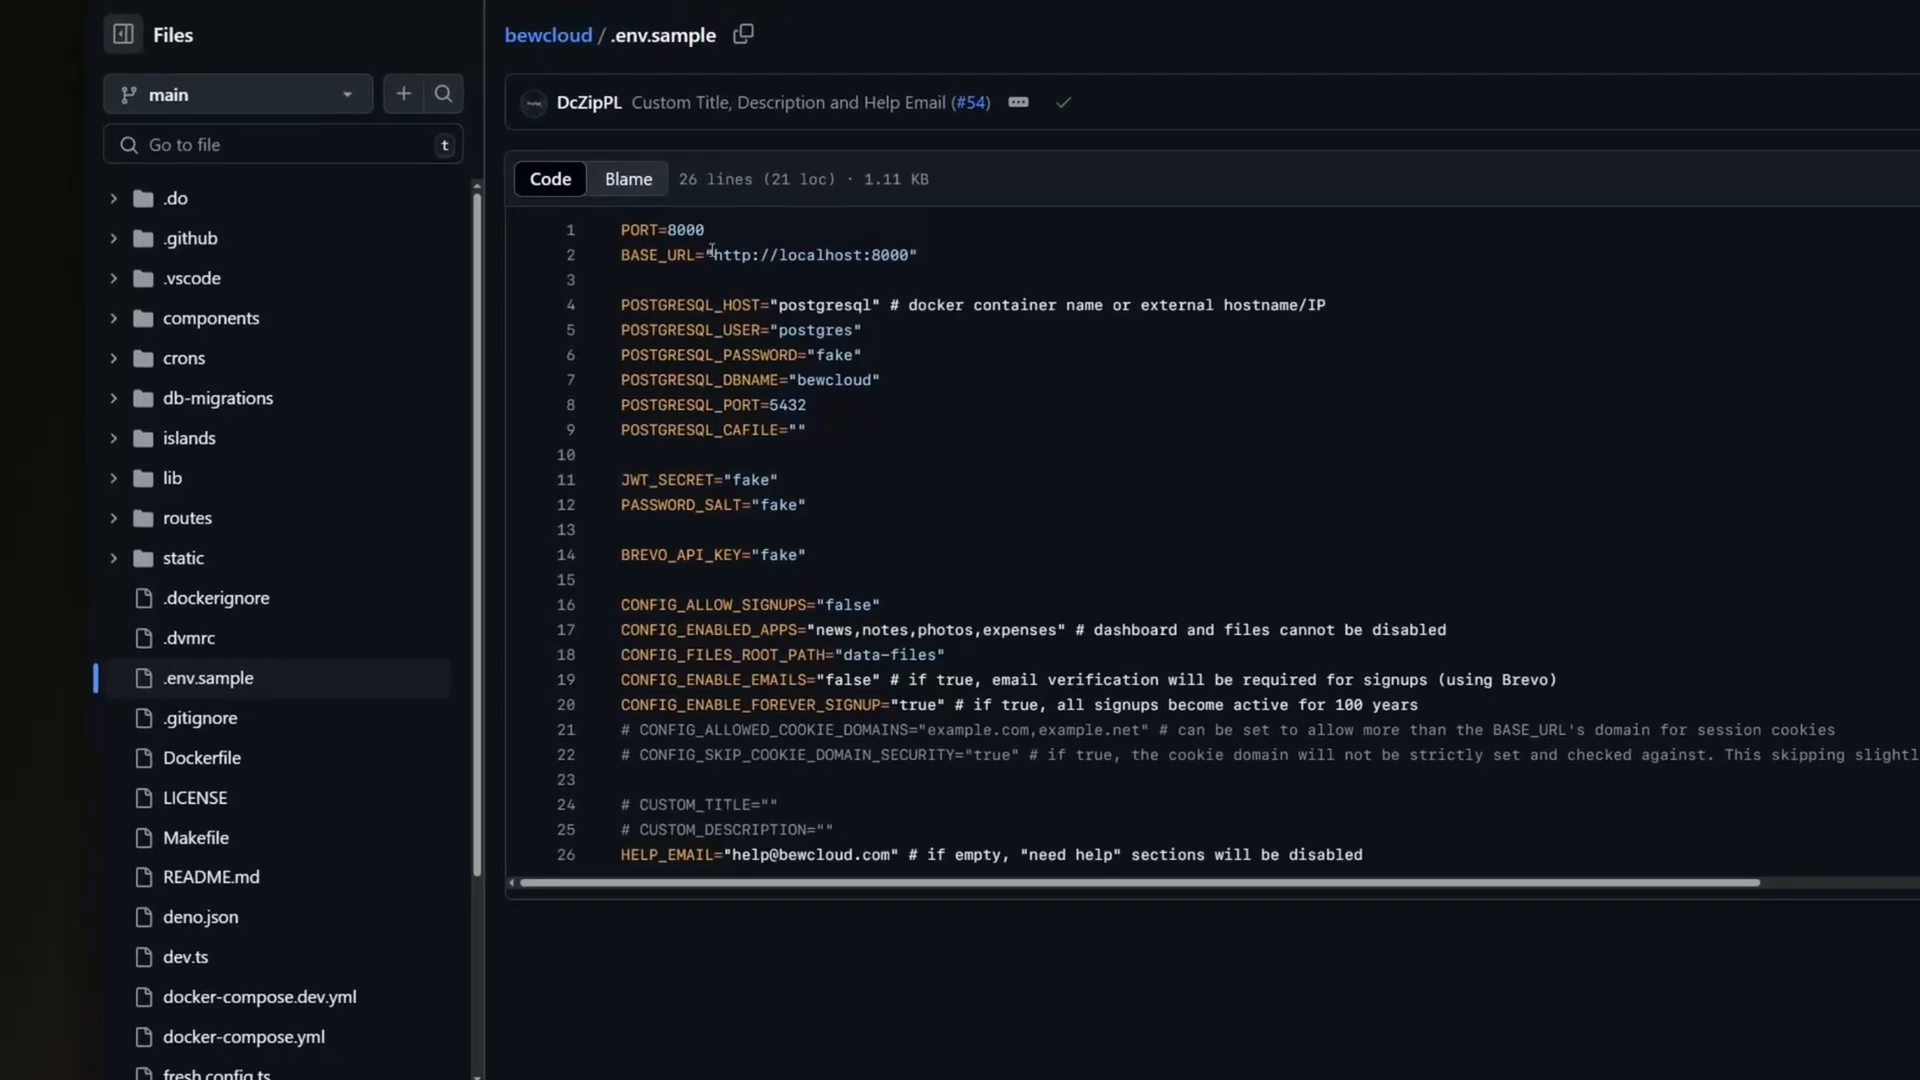 Files
main
Go to file
t
.do
.github
.vscode
components
crons
db-migrations
islands
lib
routes
static
.dockerignore
.dvmrc
.env.sample
.gitignore
Dockerfile
LICENSE
Makefile
README.md
deno.json
dev.ts
docker-compose.dev.yml
docker-compose.yml
fresh.config.ts
bewcloud / .env.sample
DcZipPL Custom Title, Description and Help Email (#54)
Code Blame 26 lines (21 loc) · 1.11 KB
1 PORT=8000
2 BASE_URL="http://localhost:8000"
3
4 POSTGRESQL_HOST="postgresql" # docker container name or external hostname/IP
5 POSTGRESQL_USER="postgres"
6 POSTGRESQL_PASSWORD="fake"
7 POSTGRESQL_DBNAME="bewcloud"
8 POSTGRESQL_PORT=5432
9 POSTGRESQL_CAFILE=""
10
11 JWT_SECRET="fake"
12 PASSWORD_SALT="fake"
13
14 BREVO_API_KEY="fake"
15
16 CONFIG_ALLOW_SIGNUPS="false"
17 CONFIG_ENABLED_APPS="news,notes,photos,expenses" # dashboard and files cannot be disabled
18 CONFIG_FILES_ROOT_PATH="data-files"
19 CONFIG_ENABLE_EMAILS="false" # if true, email verification will be required for signups (using Brevo)
20 CONFIG_ENABLE_FOREVER_SIGNUP="true" # if true, all signups become active for 100 years
21 # CONFIG_ALLOWED_COOKIE_DOMAINS="example.com,example.net" # can be set to allow more than the BASE_URL's domain for session cookies
22 # CONFIG_SKIP_COOKIE_DOMAIN_SECURITY="true" # if true, the cookie domain will not be strictly set and checked against. This skipping slightl
23
24 # CUSTOM_TITLE=""
25 # CUSTOM_DESCRIPTION=""
26 HELP_EMAIL="help@bewcloud.com" # if empty, "need help" sections will be disabled